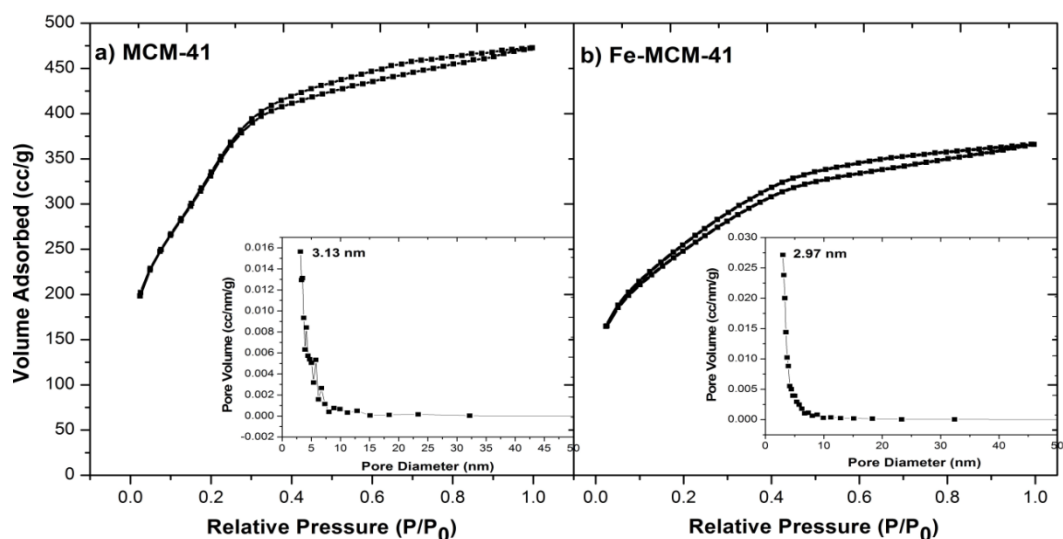 a) MCM-41
b) Fe-MCM-41
Volume Adsorbed (cc/g)
500
450
400
350
300
250
200
150
100
50
0
0.0 0.2 0.4 0.6 0.8 1.0
Relative Pressure (P/P0)
0.0 0.2 0.4 0.6 0.8 1.0
Relative Pressure (P/P0)
3.13 nm
Pore Volume (cc/nm/g)
0.016
0.014
0.012
0.010
0.008
0.006
0.004
0.002
0.000
-0.002
0 5 10 15 20 25 30 35 40 45 50
Pore Diameter (nm)
2.97 nm
Pore Volume (cc/nm/g)
0.030
0.025
0.020
0.015
0.010
0.005
0.000
0 10 20 30 40 50
Pore Diameter (nm)